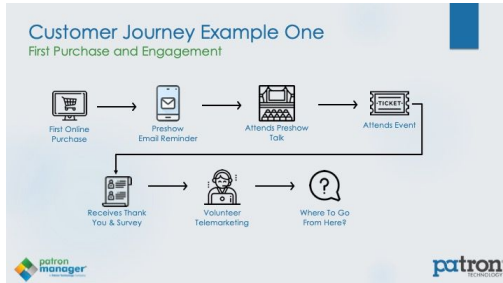 Customer Journey Example One
First Purchase and Engagement
First Online
Purchase
Preshow
Email Reminder
Attends Preshow
Talk
TICKET
Attends Event
Receives Thank
You & Survey
Volunteer
Telemarketing
?
Where To Go
From Here?
patron
manager
patron
TECHNOLOGY